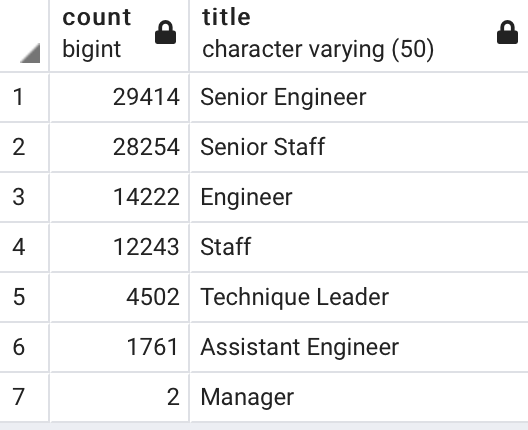 count title
bigint character varying (50)
1 29414 Senior Engineer
2 28254 Senior Staff
3 14222 Engineer
4 12243 Staff
5 4502 Technique Leader
6 1761 Assistant Engineer
7 2 Manager